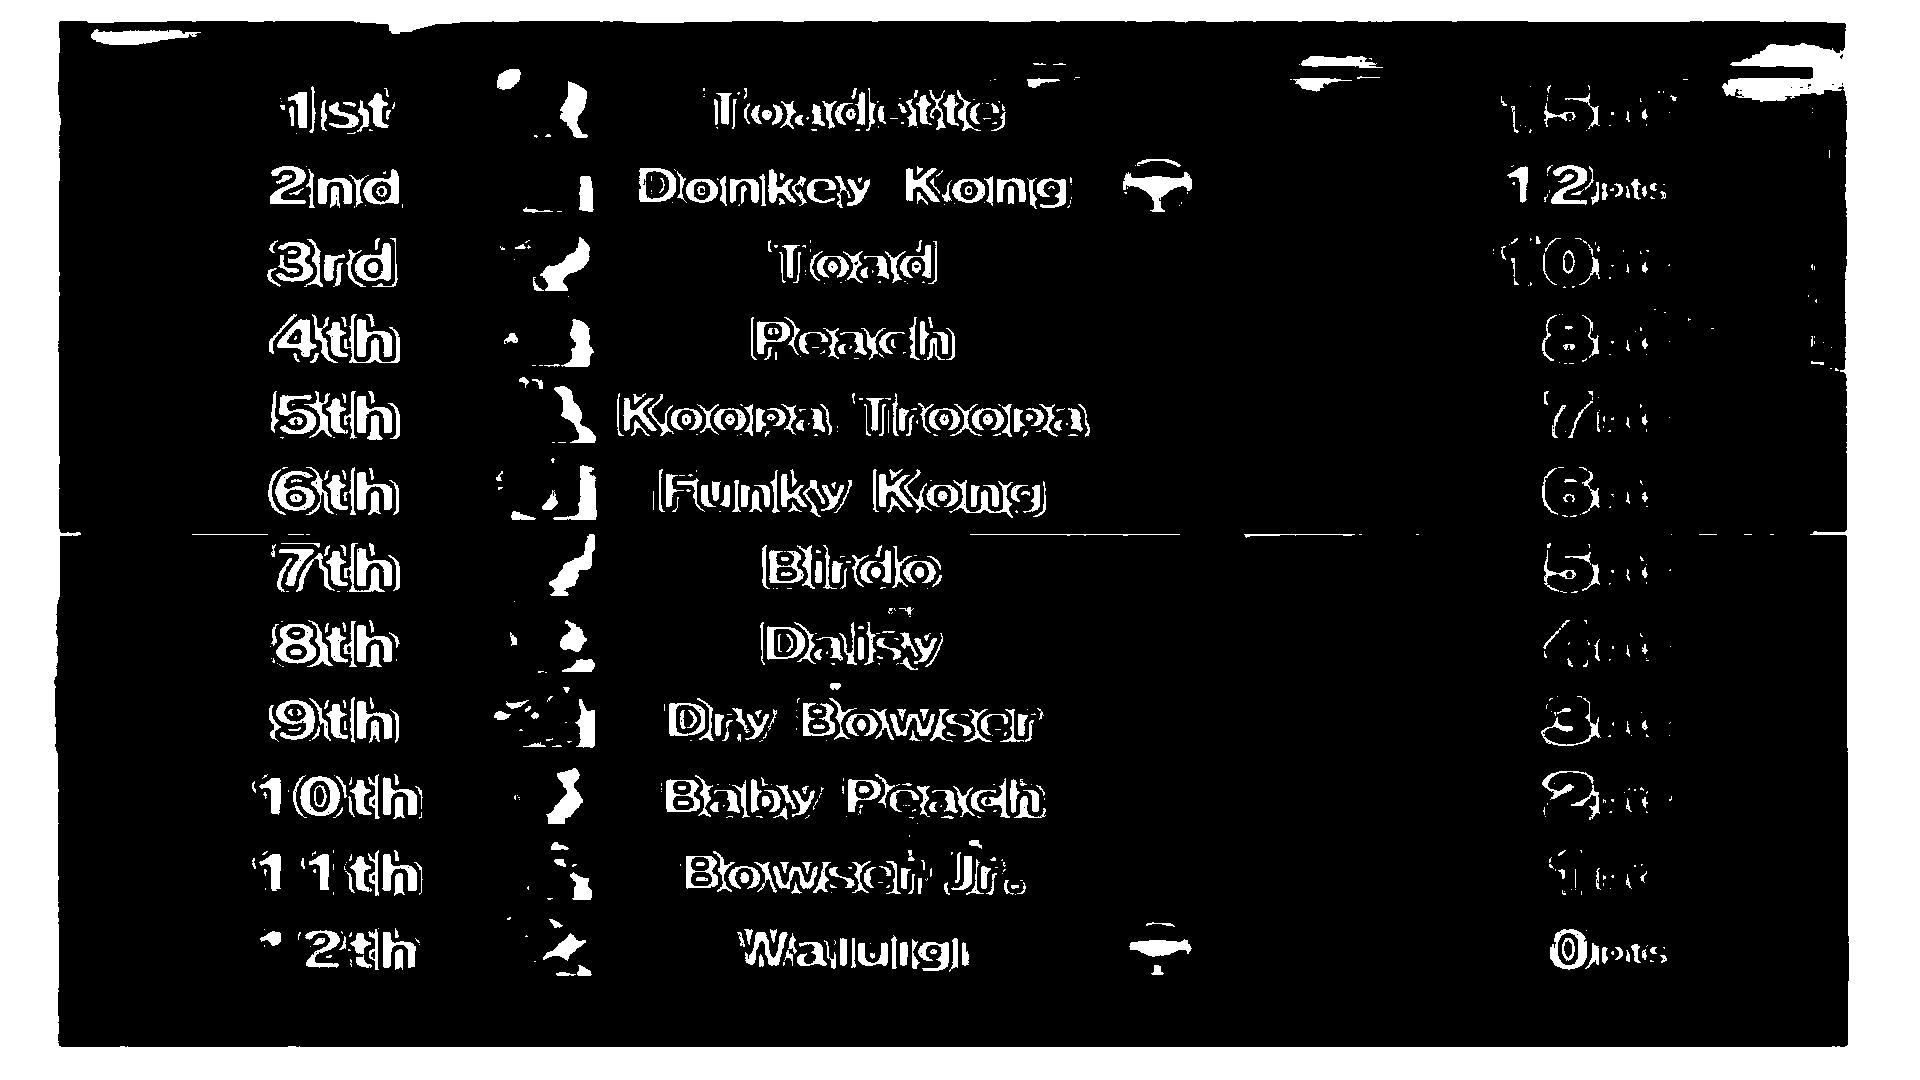 1st Toadette 15pts
2nd Donkey Kong 12pts
3rd Toad 10pts
4th Peach 8pts
5th Koopa Troopa 7pts
6th Funky Kong 6pts
7th Birdo 5pts
8th Daisy 4pts
9th Dry Bowser 3pts
10th Baby Peach 2pts
11th Bowser Jr. 1pt
12th Waluigi 0pts